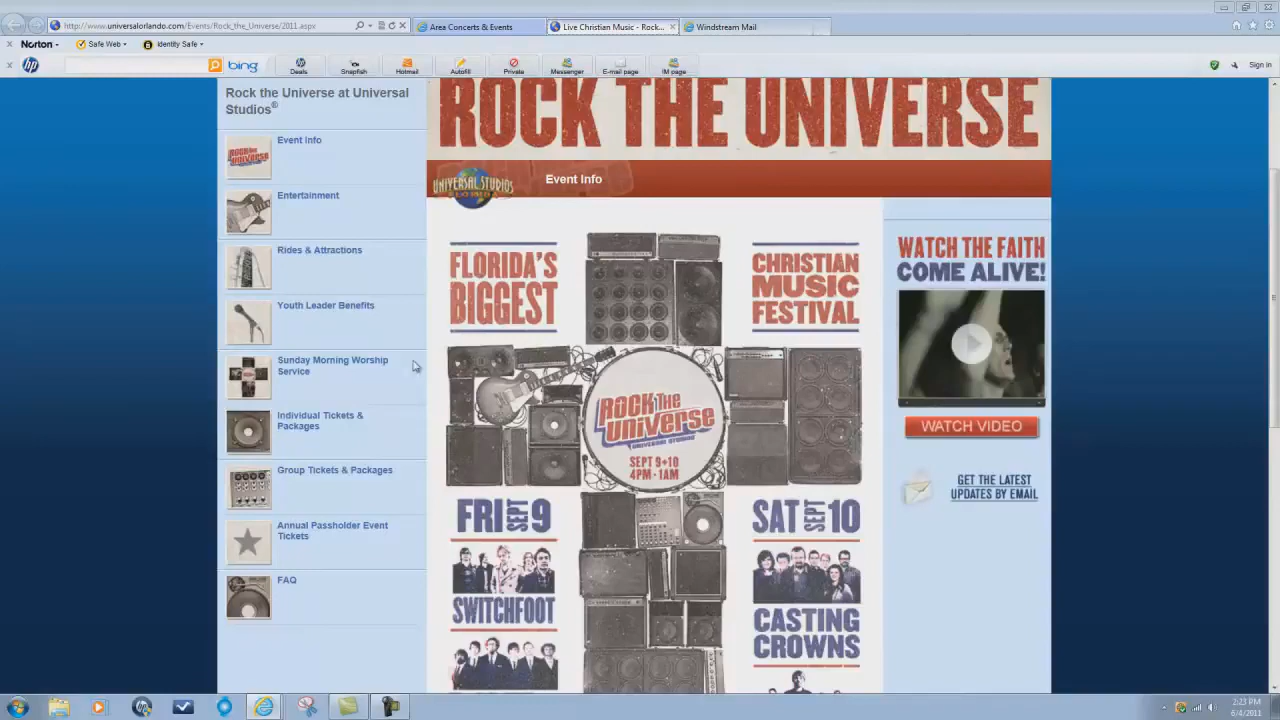 http://www.universalorlando.com/Events/Rock_the_Universe/2011.aspx
Area Concerts & Events
Live Christian Music - Rock...
Windstream Mail
Norton
Safe Web
Identity Safe
bing
Deals
Snapfish
Hotmail
Autofill
Private
Messenger
E-mail page
IM page
Sign in
Rock the Universe at Universal
Studios®
Event Info
Entertainment
Rides & Attractions
Youth Leader Benefits
Sunday Morning Worship
Service
Individual Tickets &
Packages
Group Tickets & Packages
Annual Passholder Event
Tickets
FAQ
ROCK THE UNIVERSE
UNIVERSAL STUDIOS
FLORIDA
Event Info
FLORIDA'S
BIGGEST
CHRISTIAN
MUSIC
FESTIVAL
ROCK THE
UNIVERSE
UNIVERSAL STUDIOS
SEPT 9+10
4PM-1AM
FRI SEPT 9
SWITCHFOOT
SAT SEPT 10
CASTING
CROWNS
WATCH THE FAITH
COME ALIVE!
WATCH VIDEO
GET THE LATEST
UPDATES BY EMAIL
2:23 PM
6/4/2011